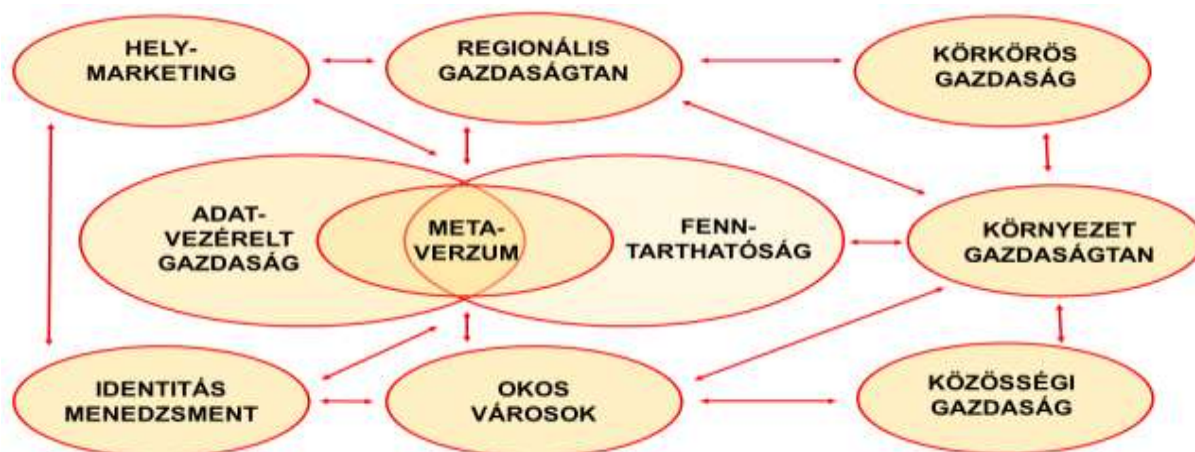 HELY-
MARKETING
REGIONÁLIS
GAZDASÁGTAN
KÖRKÖRÖS
GAZDASÁG
ADAT-
VEZÉRELT
GAZDASÁG
META-
VERZUM
FENN-
TARTHATÓSÁG
KÖRNYEZET
GAZDASÁGTAN
IDENTITÁS
MENEDZSMENT
OKOS
VÁROSOK
KÖZÖSSÉGI
GAZDASÁG